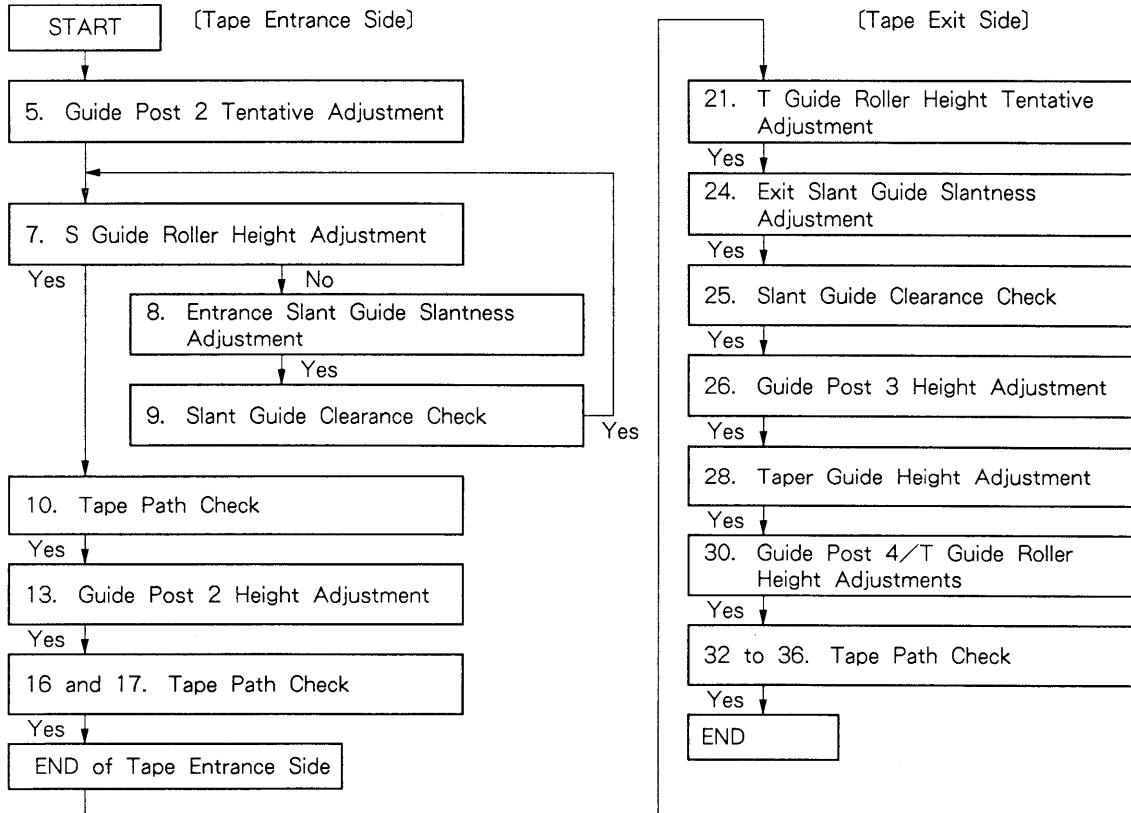 START
〔Tape Entrance Side〕
5. Guide Post 2 Tentative Adjustment
7. S Guide Roller Height Adjustment
Yes
No
8. Entrance Slant Guide Slantness
Adjustment
Yes
9. Slant Guide Clearance Check
Yes
10. Tape Path Check
Yes
13. Guide Post 2 Height Adjustment
Yes
16 and 17. Tape Path Check
Yes
END of Tape Entrance Side
〔Tape Exit Side〕
21. T Guide Roller Height Tentative
Adjustment
Yes
24. Exit Slant Guide Slantness
Adjustment
Yes
25. Slant Guide Clearance Check
Yes
26. Guide Post 3 Height Adjustment
Yes
28. Taper Guide Height Adjustment
Yes
30. Guide Post 4/T Guide Roller
Height Adjustments
Yes
32 to 36. Tape Path Check
Yes
END